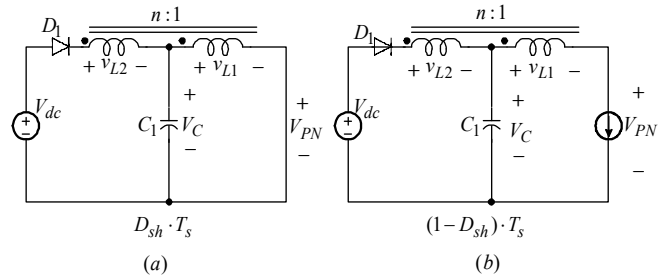 n : 1
D1
+ vL2 −
+ vL1 −
Vdc
+
−
C1
+
VC
−
+
VPN
−
Dsh · Ts
(a)
n : 1
D1
+ vL2 −
+ vL1 −
Vdc
+
−
C1
+
VC
−
+
VPN
−
(1−Dsh) · Ts
(b)